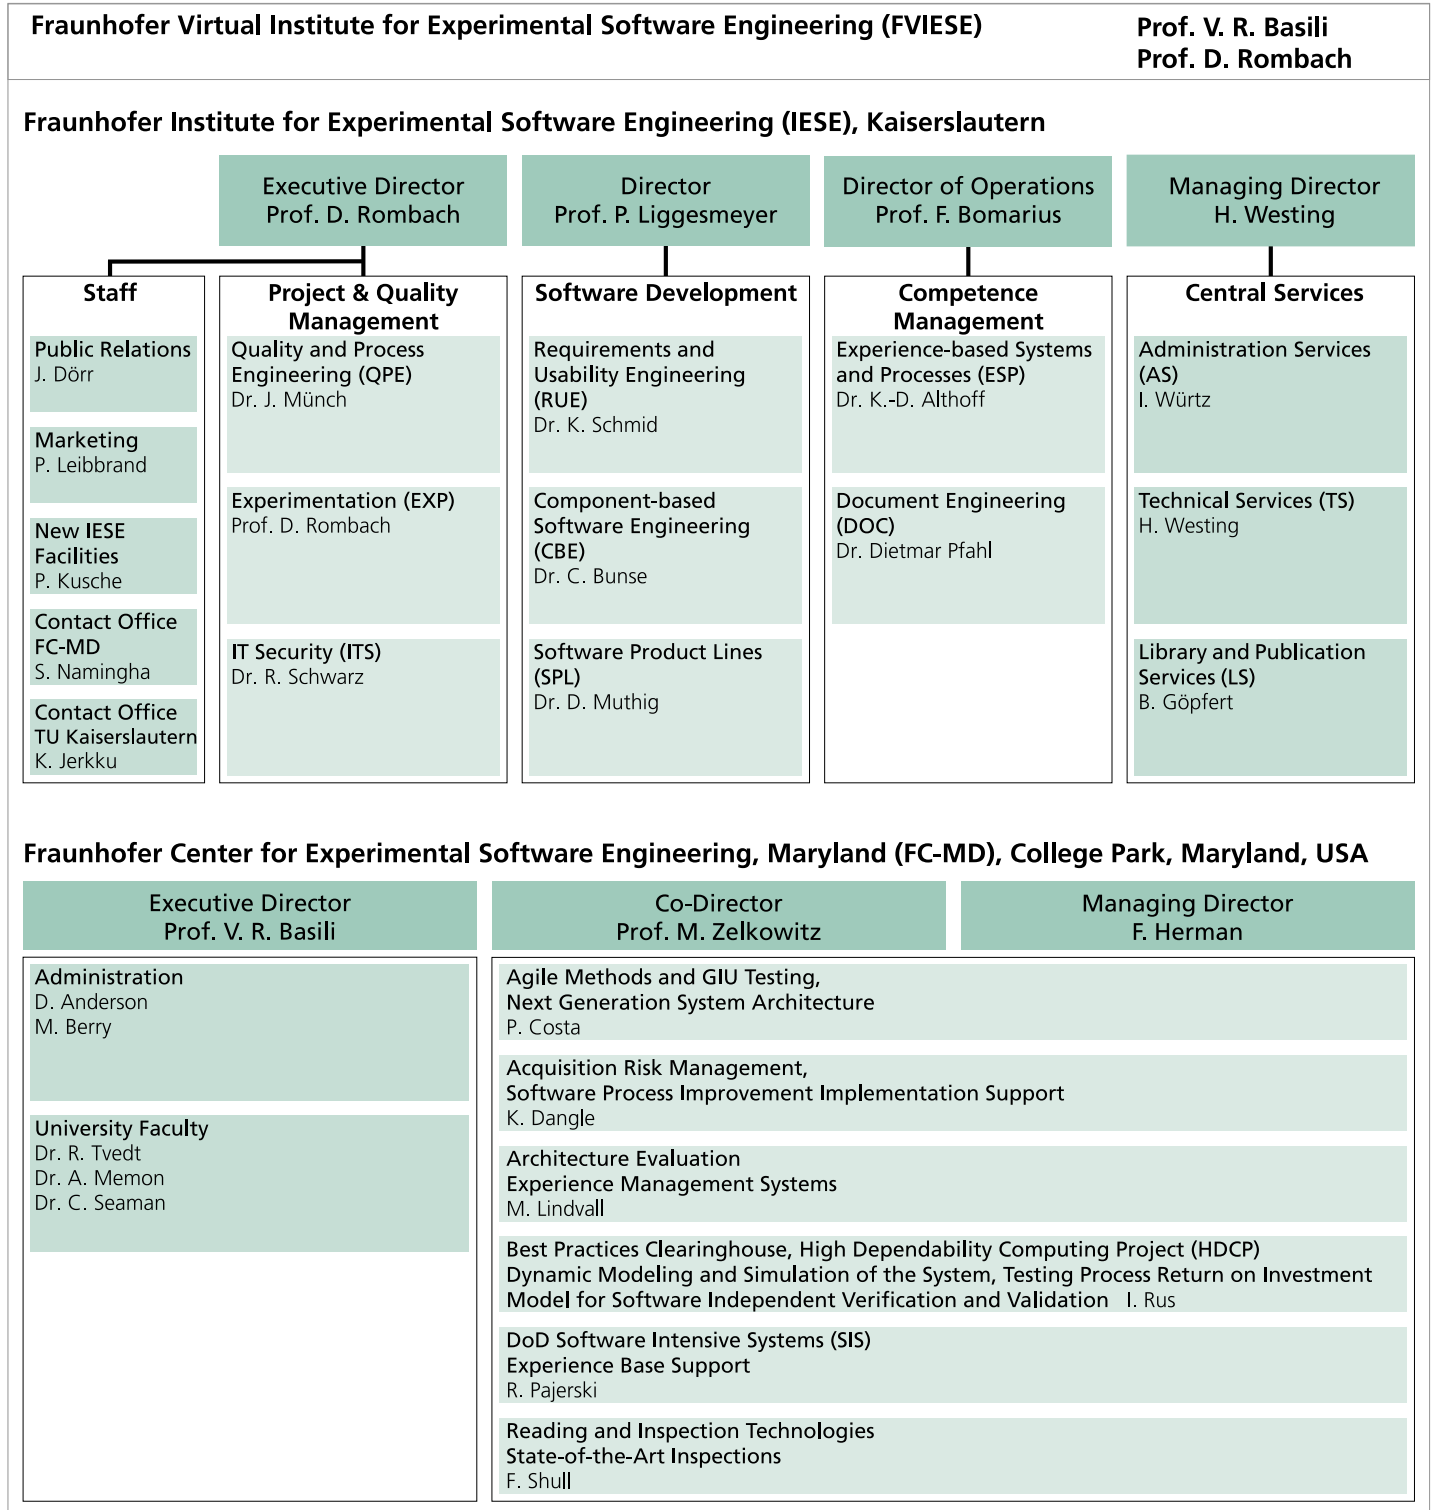 Fraunhofer Virtual Institute for Experimental Software Engineering (FVIESE)
Prof. V. R. Basili
Prof. D. Rombach
Fraunhofer Institute for Experimental Software Engineering (IESE), Kaiserslautern
Executive Director
Prof. D. Rombach
Director
Prof. P. Liggesmeyer
Director of Operations
Prof. F. Bomarius
Managing Director
H. Westing
Staff
Public Relations
J. Dörr
Marketing
P. Leibbrand
New IESE
Facilities
P. Kusche
Contact Office
FC-MD
S. Namingha
Contact Office
TU Kaiserslautern
K. Jerkku
Project & Quality
Management
Quality and Process
Engineering (QPE)
Dr. J. Münch
Experimentation (EXP)
Prof. D. Rombach
IT Security (ITS)
Dr. R. Schwarz
Software Development
Requirements and
Usability Engineering
(RUE)
Dr. K. Schmid
Component-based
Software Engineering
(CBE)
Dr. C. Bunse
Software Product Lines
(SPL)
Dr. D. Muthig
Competence
Management
Experience-based Systems
and Processes (ESP)
Dr. K.-D. Althoff
Document Engineering
(DOC)
Dr. Dietmar Pfahl
Central Services
Administration Services
(AS)
I. Würtz
Technical Services (TS)
H. Westing
Library and Publication
Services (LS)
B. Göpfert
Fraunhofer Center for Experimental Software Engineering, Maryland (FC-MD), College Park, Maryland, USA
Executive Director
Prof. V. R. Basili
Co-Director
Prof. M. Zelkowitz
Managing Director
F. Herman
Administration
D. Anderson
M. Berry
University Faculty
Dr. R. Tvedt
Dr. A. Memon
Dr. C. Seaman
Agile Methods and GIU Testing,
Next Generation System Architecture
P. Costa
Acquisition Risk Management,
Software Process Improvement Implementation Support
K. Dangle
Architecture Evaluation
Experience Management Systems
M. Lindvall
Best Practices Clearinghouse, High Dependability Computing Project (HDCP)
Dynamic Modeling and Simulation of the System, Testing Process Return on Investment
Model for Software Independent Verification and Validation I. Rus
DoD Software Intensive Systems (SIS)
Experience Base Support
R. Pajerski
Reading and Inspection Technologies
State-of-the-Art Inspections
F. Shull